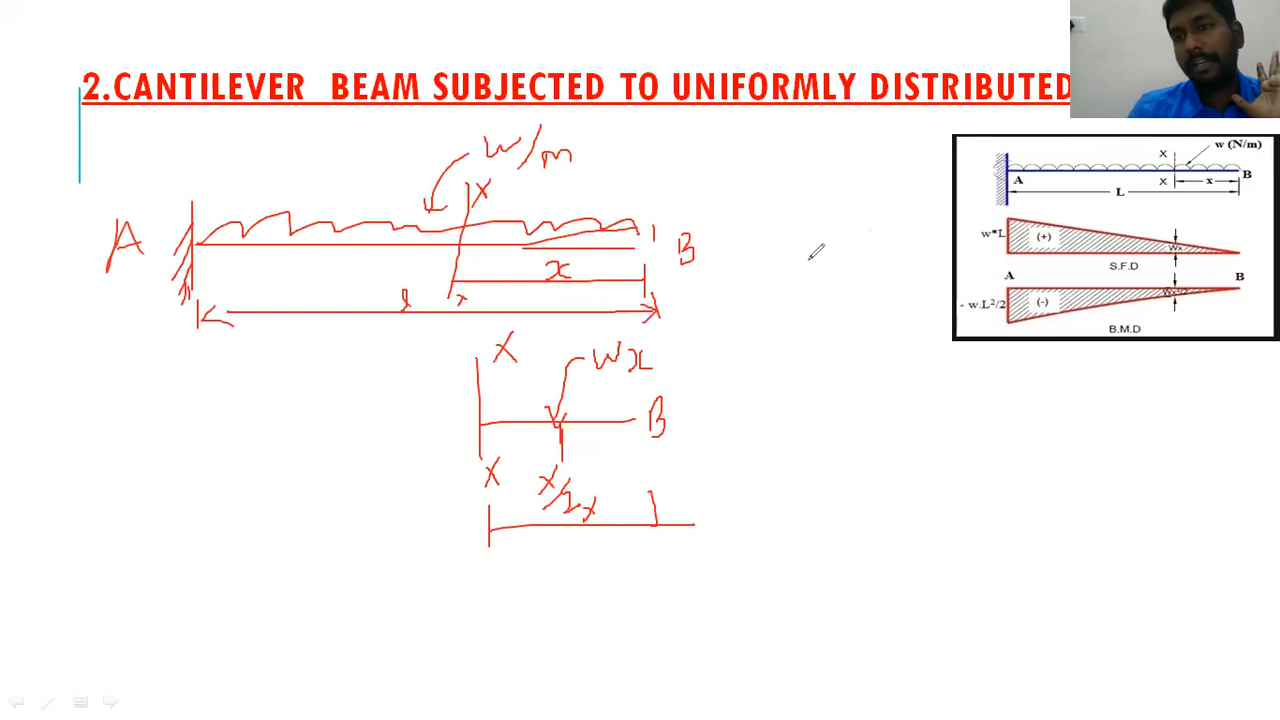 2.CANTILEVER BEAM SUBJECTED TO UNIFORMLY DISTRIBUTED
W/m
X
A
B
x
x
l
X
Wx
B
X
x/2
x
w (N/m)
X
X
x
A
B
L
w*L
(+)
Wx
S.F.D
A
B
- w.L²/2
(-)
B.M.D